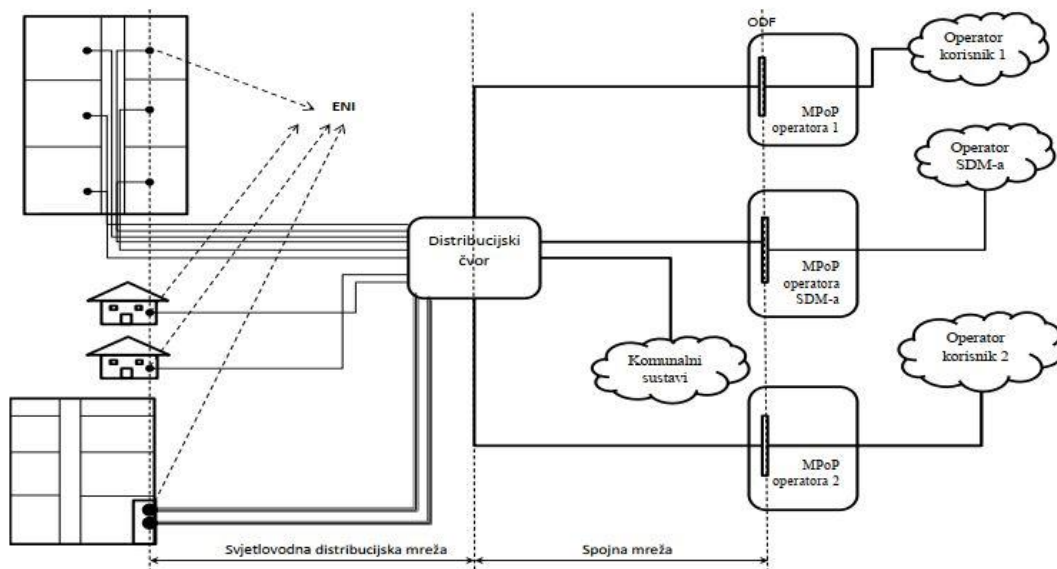 ODF
Operator
korisnik 1
ENI
MPoP
operatora 1
Operator
SDM-a
Distribucijski
čvor
MPoP
operatora
SDM-a
Komunalni
sustavi
Operator
korisnik 2
MPoP
operatora 2
Svjetlovodna distribucijska mreža
Spojna mreža